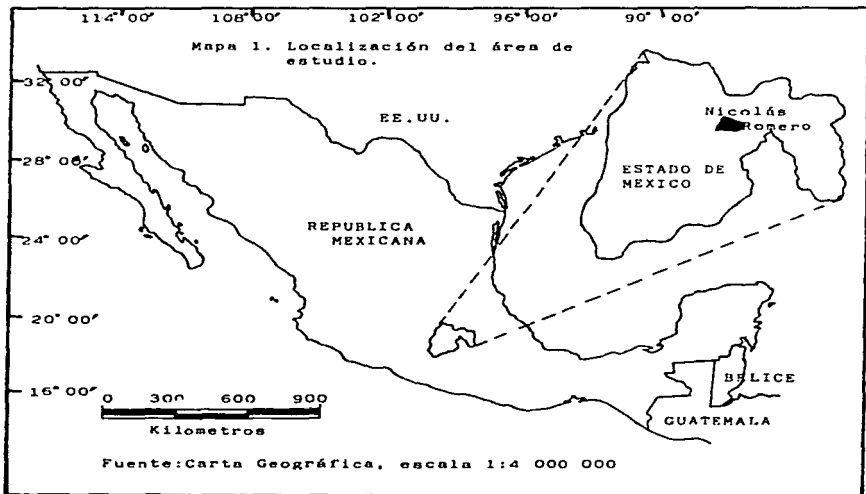 114°00' 108°00' 102°00' 96°00' 90°00'
Mapa 1. Localización del área de
estudio.
32°00'
EE.UU.
Nicolás
Romero
28°00'
ESTADO DE
MEXICO
REPUBLICA
MEXICANA
24°00'
20°00'
16°00'
BELICE
GUATEMALA
0 300 600 900
Kilometros
Fuente:Carta Geográfica, escala 1:4 000 000